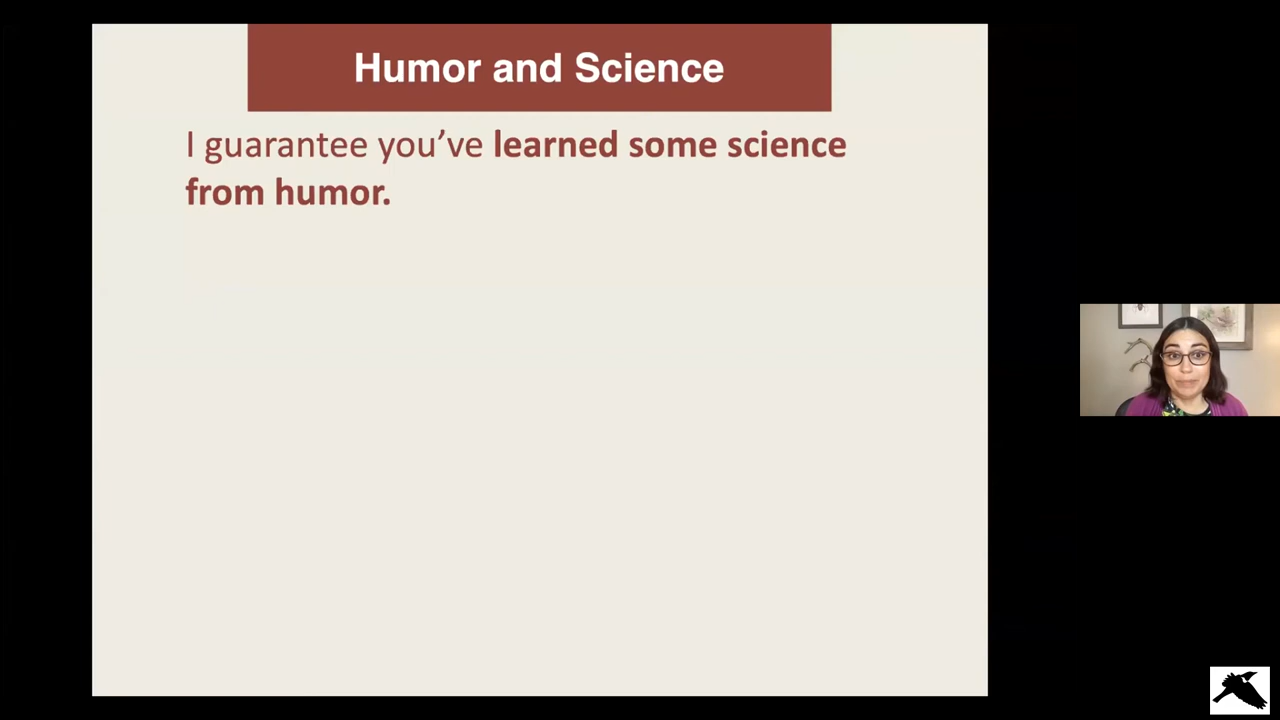 Humor and Science
I guarantee you’ve learned some science
from humor.